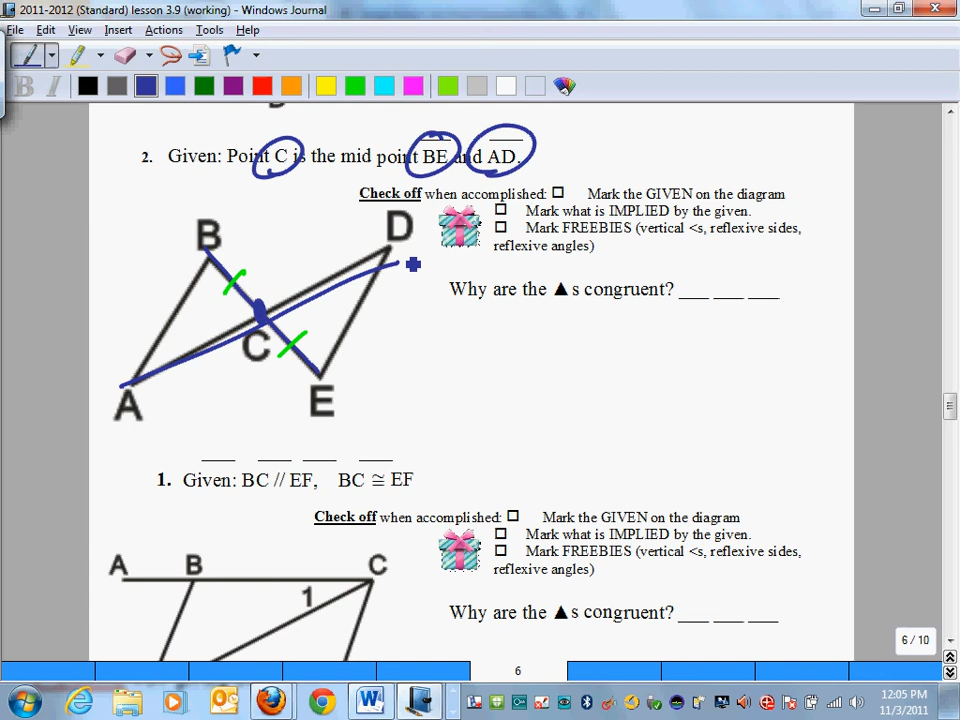 2011-2012 (Standard) lesson 3.9 (working) - Windows Journal
File Edit View Insert Actions Tools Help
B I
2. Given: Point C is the mid point BE and AD.
Check off when accomplished: Mark the GIVEN on the diagram
Mark what is IMPLIED by the given.
Mark FREEBIES (vertical <s, reflexive sides,
reflexive angles)
B
D
Why are the ▲s congruent? ___ ___ ___
C
A
E
1. Given: BC // EF, BC ≅ EF
Check off when accomplished: Mark the GIVEN on the diagram
Mark what is IMPLIED by the given.
Mark FREEBIES (vertical <s, reflexive sides,
reflexive angles)
A B C
1
Why are the ▲s congruent? ___ ___ ___
6 / 10
6
12:05 PM
11/3/2011